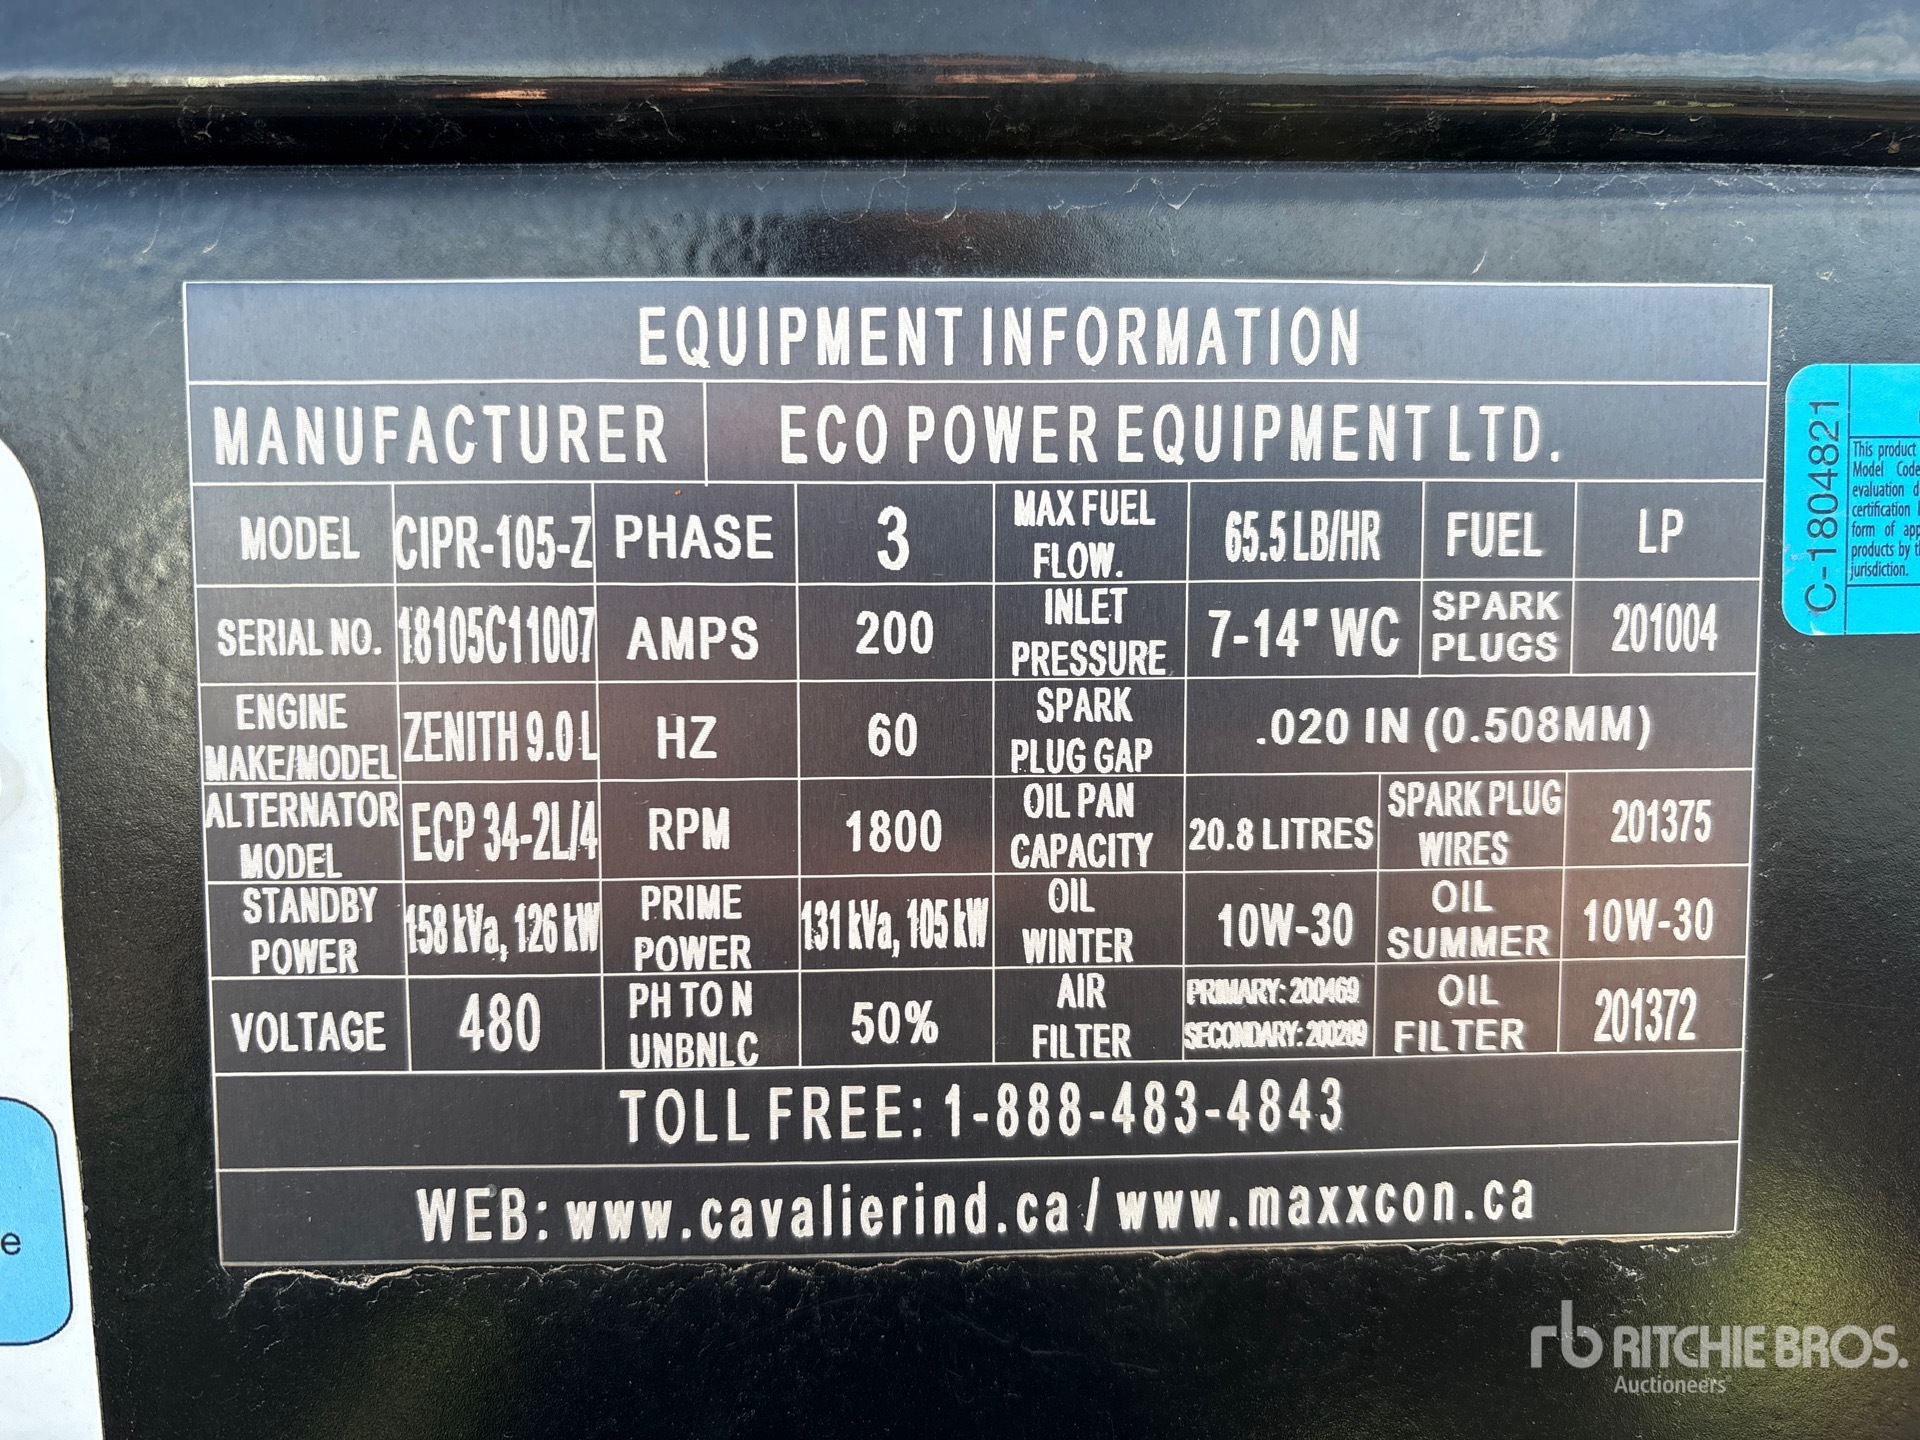 EQUIPMENT INFORMATION
MANUFACTURER ECO POWER EQUIPMENT LTD.
MODEL CIPR-105-Z PHASE 3 MAX FUEL FLOW. 65.5 LB/HR FUEL LP
SERIAL NO. 18105C11007 AMPS 200 INLET PRESSURE 7-14" WC SPARK PLUGS 201004
ENGINE MAKE/MODEL ZENITH 9.0 L HZ 60 SPARK PLUG GAP .020 IN (0.508MM)
ALTERNATOR MODEL ECP 34-2L/4 RPM 1800 OIL PAN CAPACITY 20.8 LITRES SPARK PLUG WIRES 201375
STANDBY POWER 158 kVa, 126 kW PRIME POWER 131 kVa, 105 kW OIL WINTER 10W-30 OIL SUMMER 10W-30
VOLTAGE 480 PH TO N UNBNLC 50% AIR FILTER PRIMARY: 200469 SECONDARY: 200289 OIL FILTER 201372
TOLL FREE: 1-888-483-4843
WEB: www.cavalierind.ca / www.maxxcon.ca
C-1804821
This product
Model Code
evaluation
certification
form of
products by
jurisdiction.
e
rb RITCHIE BROS.
Auctioneers